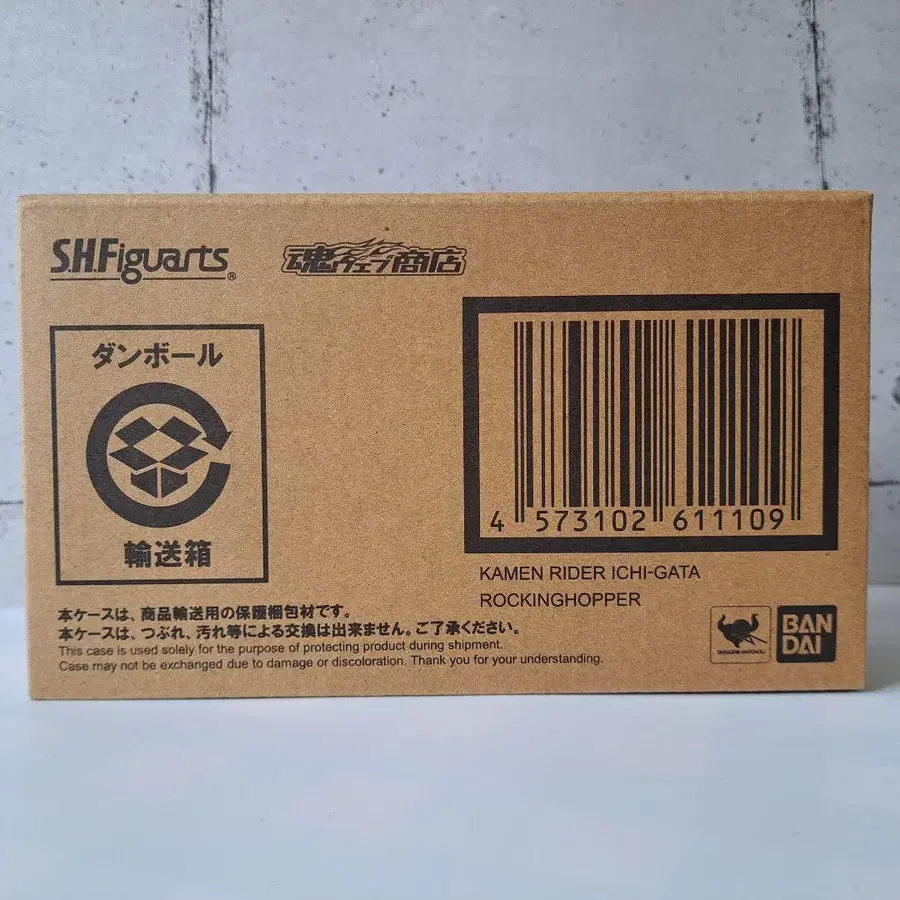 S.H.Figuarts®
魂ウェブ商店
ダンボール
輸送箱
4 573102 611109
KAMEN RIDER ICHI-GATA
ROCKINGHOPPER
本ケースは、商品輸送用の保護梱包材です。
本ケースは、つぶれ、汚れ等による交換は出来ません。ご了承ください。
This case is used solely for the purpose of protecting product during shipment.
Case may not be exchanged due to damage or discoloration. Thank you for your understanding.
TAMASHII NATIONS
BAN
DAI